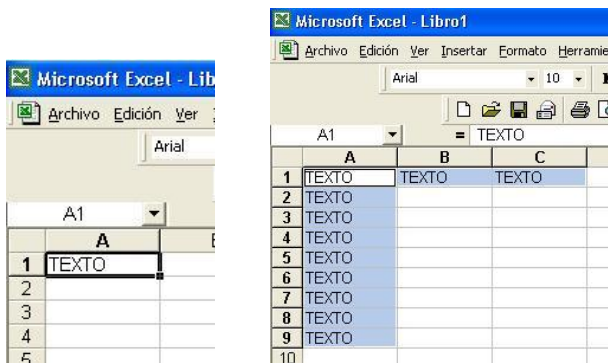 Microsoft Excel - Lib
Archivo Edición Ver
Arial
A1
A
1 TEXTO
2
3
4
5
Microsoft Excel - Libro1
Archivo Edición Ver Insertar Formato Herramie
Arial 10
A1 = TEXTO
A B C
1 TEXTO TEXTO TEXTO
2 TEXTO
3 TEXTO
4 TEXTO
5 TEXTO
6 TEXTO
7 TEXTO
8 TEXTO
9 TEXTO
10